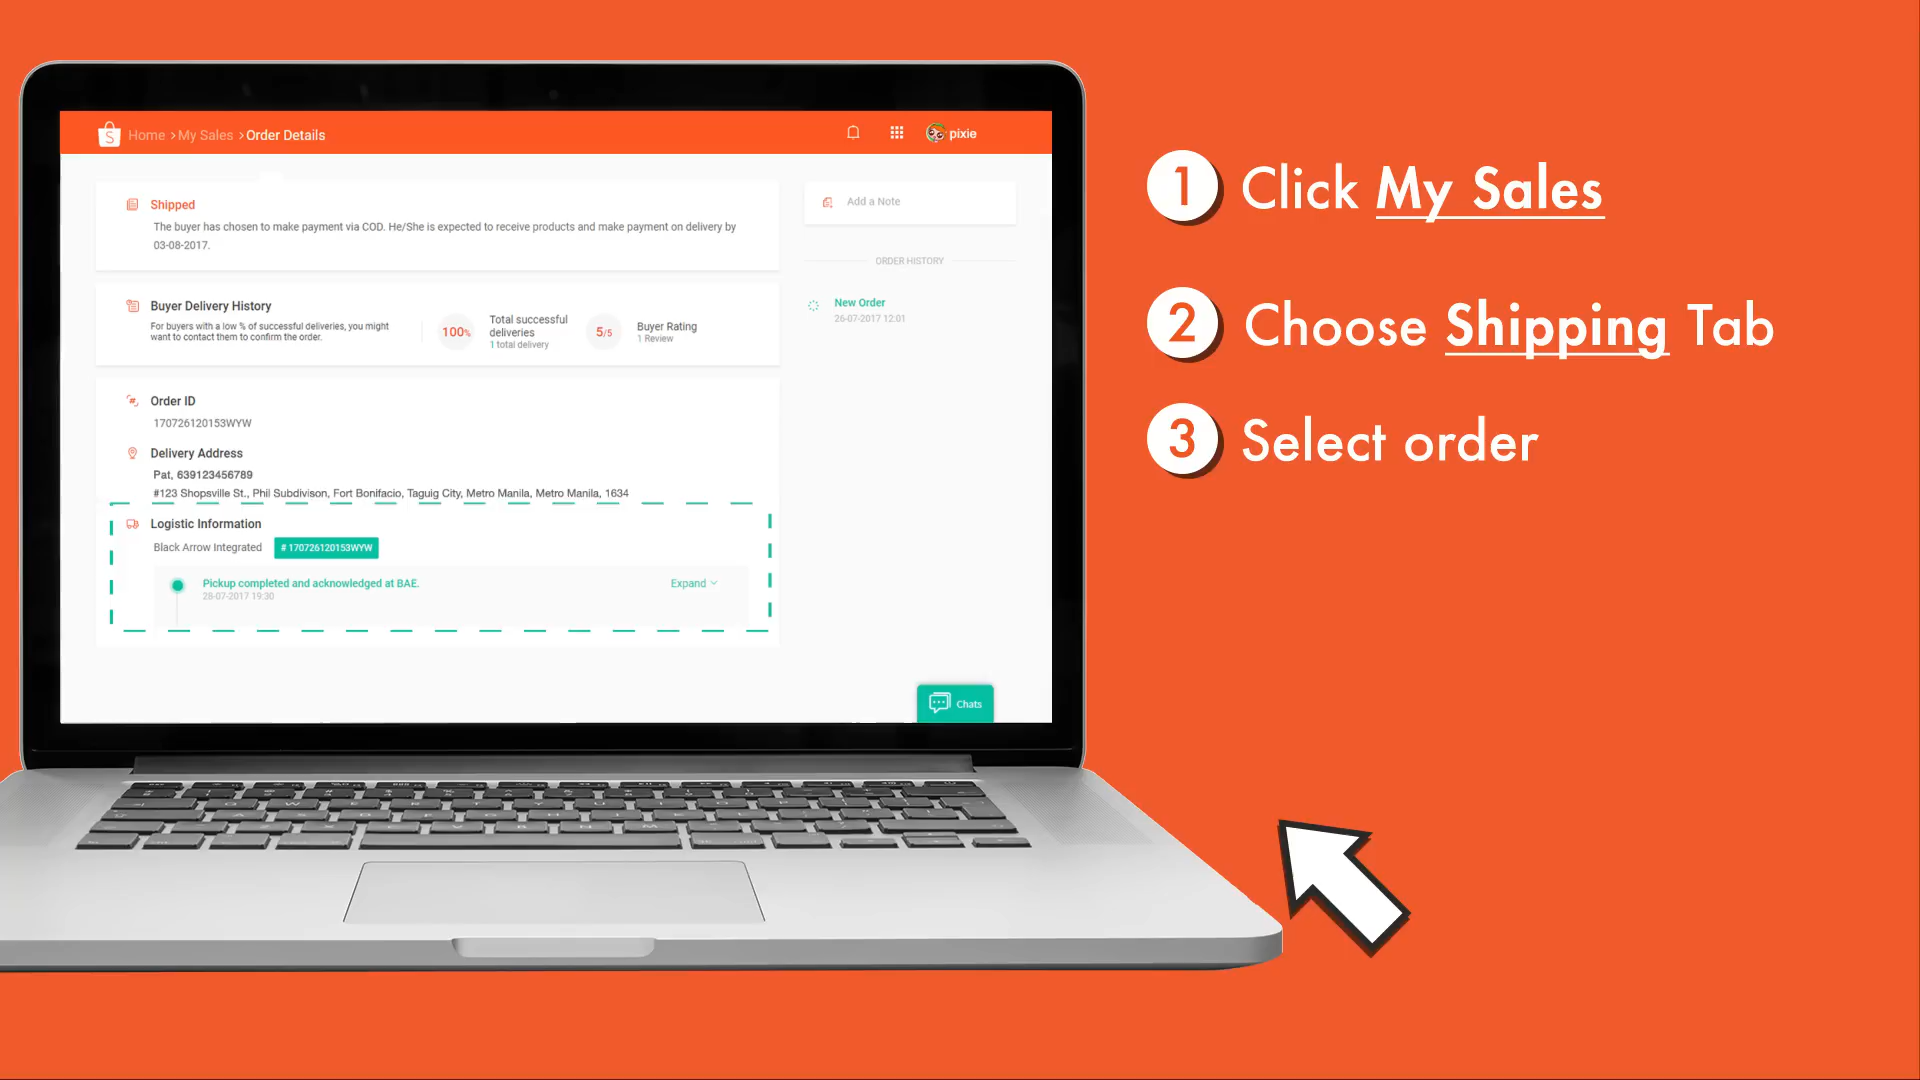 Home > My Sales > Order Details
pixie
Shipped
The buyer has chosen to make payment via COD. He/She is expected to receive products and make payment on delivery by
03-08-2017.
Buyer Delivery History
For buyers with a low % of successful deliveries, you might
want to contact them to confirm the order.
100%
Total successful
deliveries
1 total delivery
5/5
Buyer Rating
1 Review
Order ID
170726120153WYW
Delivery Address
Pat, 639123456789
#123 Shopsville St., Phil Subdivison, Fort Bonifacio, Taguig City, Metro Manila, Metro Manila, 1634
Logistic Information
Black Arrow Integrated # 170726120153WYW
Pickup completed and acknowledged at BAE.
28-07-2017 19:30
Expand
Add a Note
ORDER HISTORY
New Order
26-07-2017 12:01
Chats
1 Click My Sales
2 Choose Shipping Tab
3 Select order